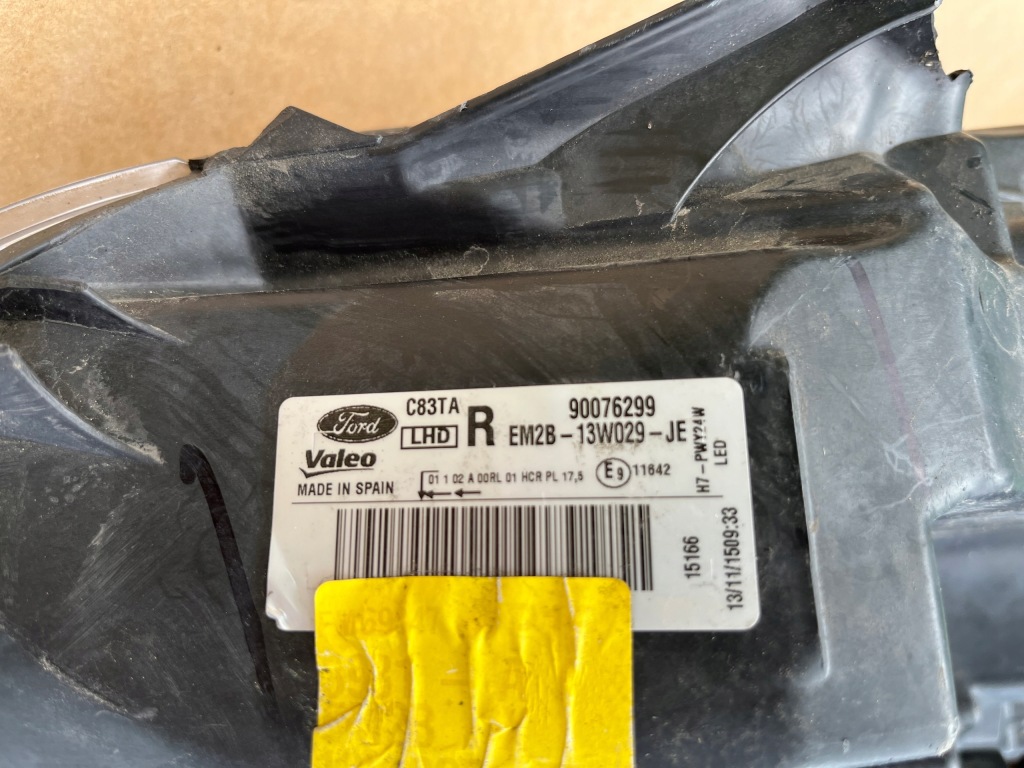 Ford C83TA R 90076299
LHD EM2B-13W029-JE
Valeo
MADE IN SPAIN
01 1 02 A 00RL 01 HCR PL 17,5 E9 11642
H7 - PWY24W
LED
15166
13/11/1509:33